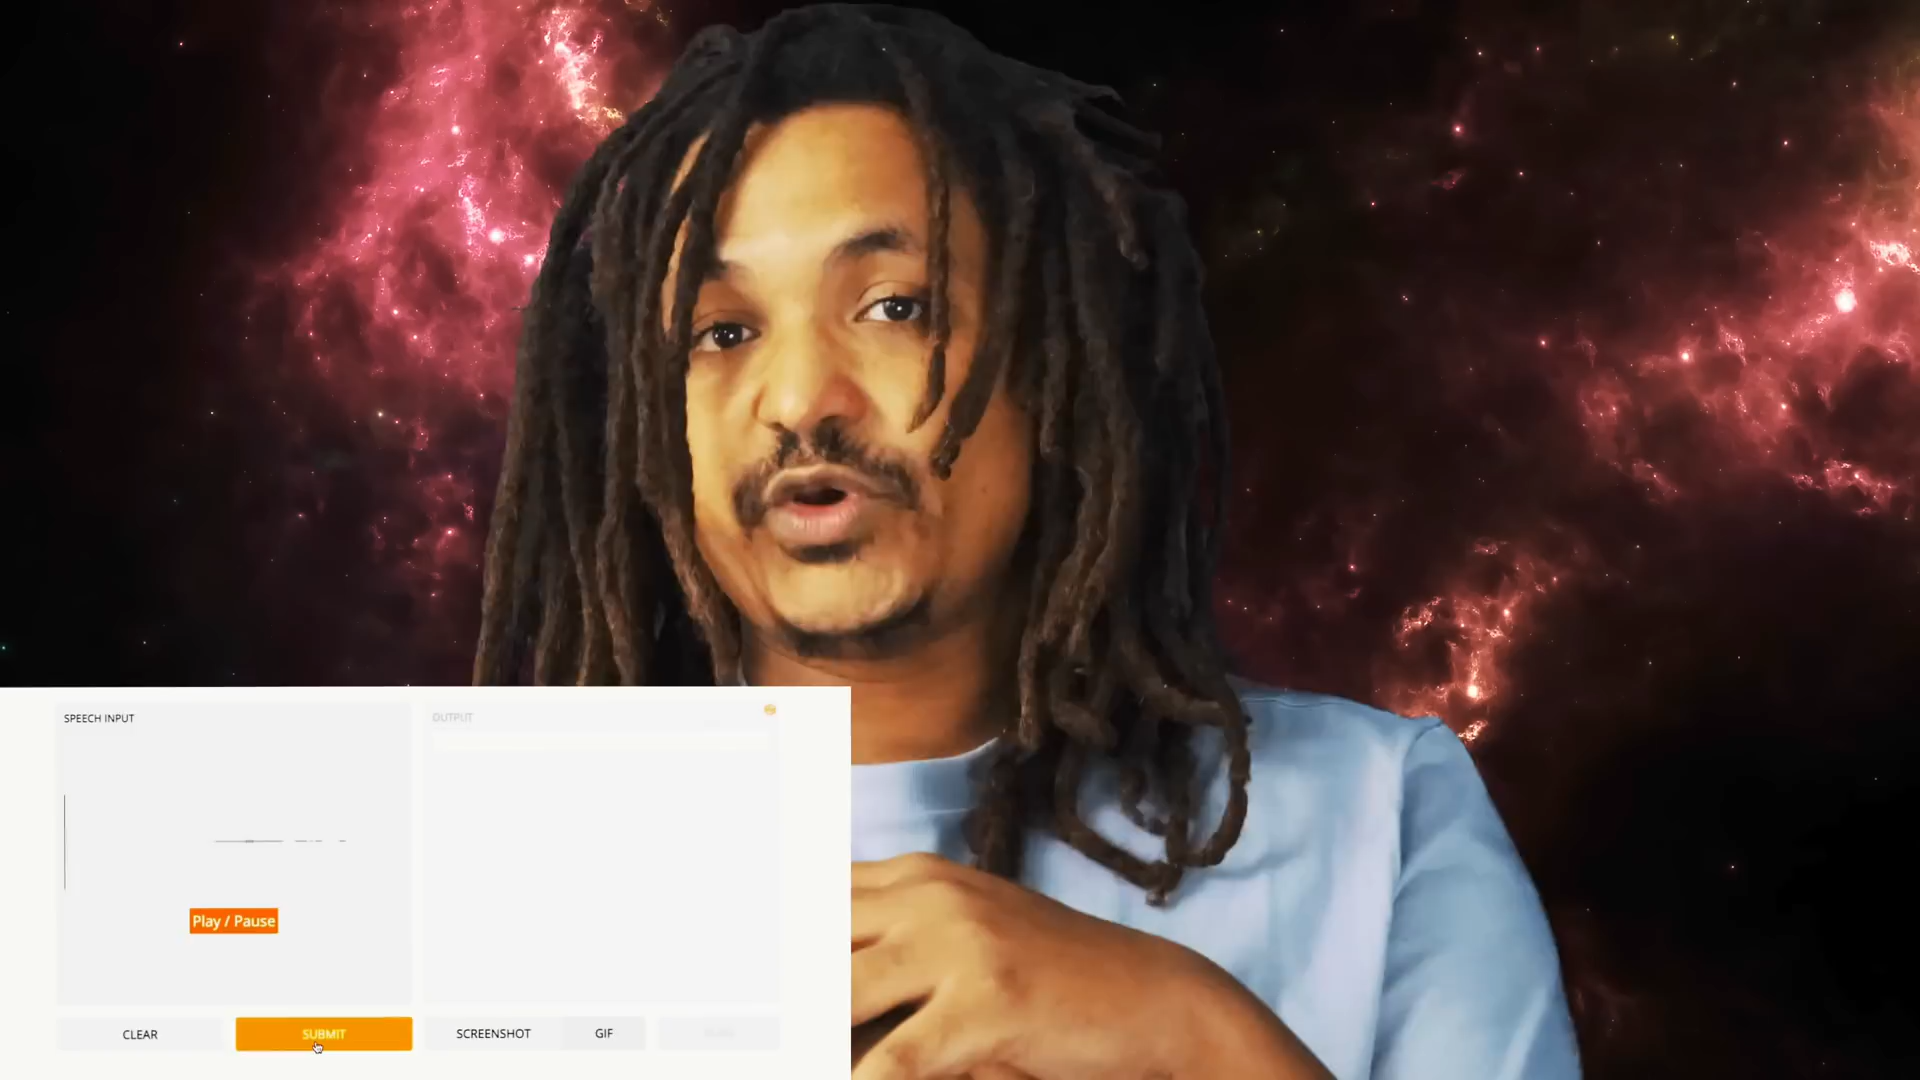 SPEECH INPUT
OUTPUT
Play / Pause
CLEAR
SUBMIT
SCREENSHOT
GIF